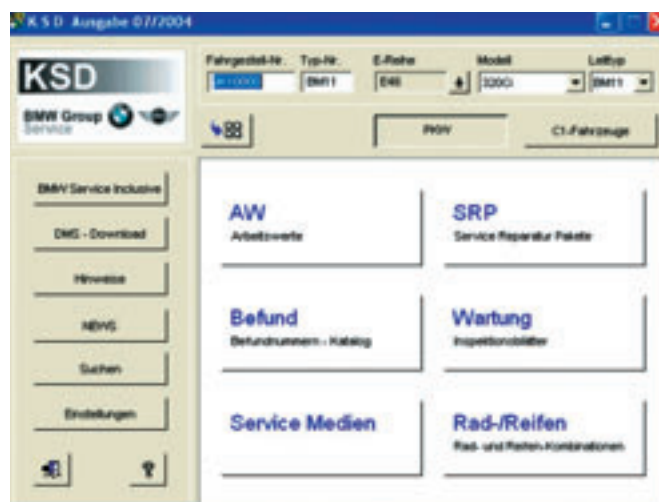 K S D Ausgabe 07/2004
KSD
BMW Group
Service
Fahrgestell-Nr. Typ-Nr. E-Reihe Modell Leittyp
BM11 E46 320Ci BM11
PKW C1-Fahrzeuge
BMW Service Inclusive
DMS - Download
Hinweise
NEWS
Suchen
Einstellungen
?
AW
Arbeitswerte
SRP
Service Reparatur Pakete
Befund
Befundnummern - Katalog
Wartung
Inspektionsblätter
Service Medien
Rad-/Reifen
Rad- und Reifen-Kombinationen